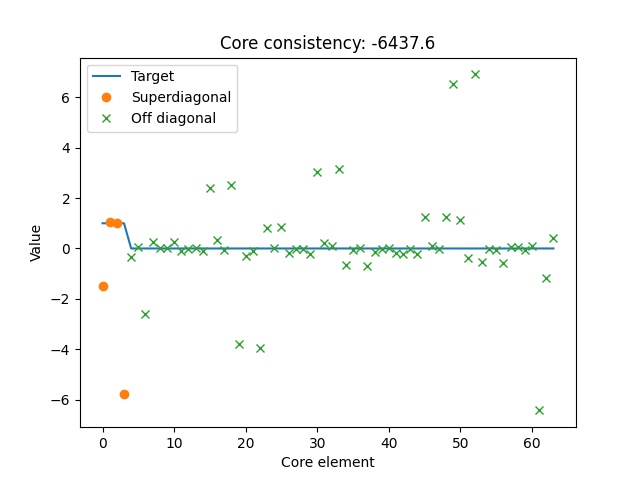 Core consistency: -6437.6
Target
Superdiagonal
Off diagonal
Value
6
4
2
0
−2
−4
−6
0 10 20 30 40 50 60
Core element